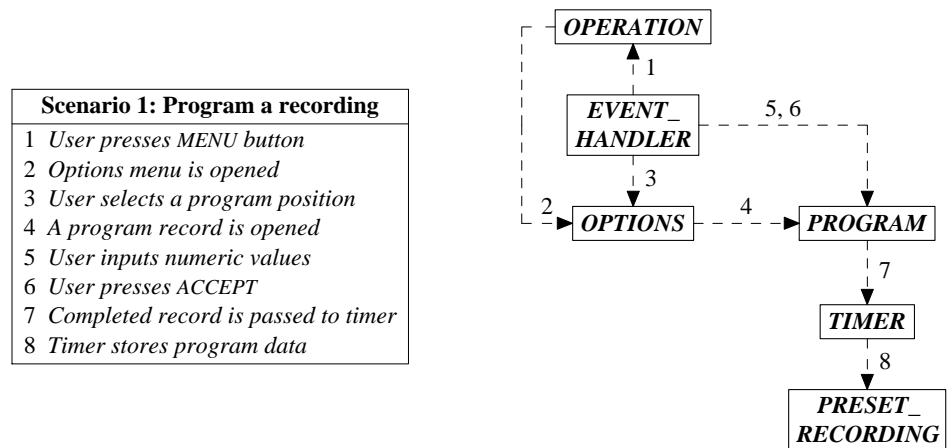 Scenario 1: Program a recording
1 User presses MENU button
2 Options menu is opened
3 User selects a program position
4 A program record is opened
5 User inputs numeric values
6 User presses ACCEPT
7 Completed record is passed to timer
8 Timer stores program data
OPERATION
1
EVENT_
HANDLER
5, 6
3
2
OPTIONS
4
PROGRAM
7
TIMER
8
PRESET_
RECORDING